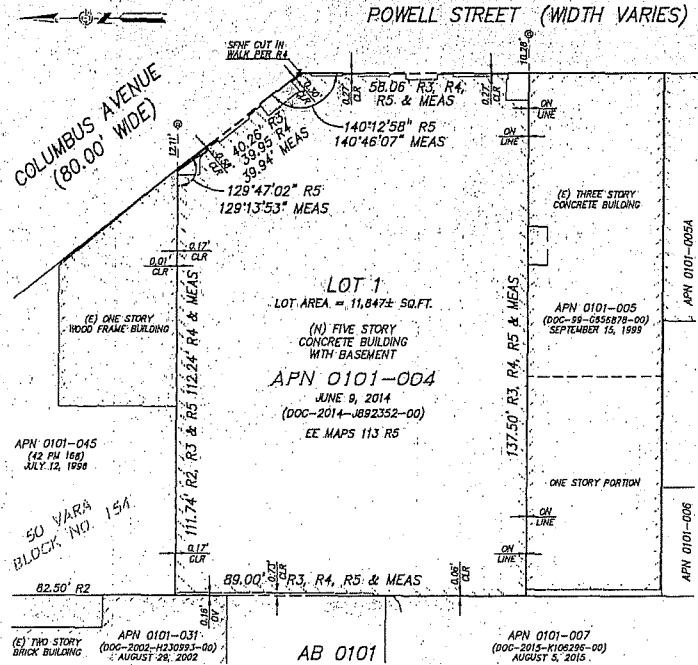 POWELL STREET (WIDTH VARIES)
SFNF CUT IN
WALK PER R4
COLUMBUS AVENUE
(80.00' WIDE)
12.11'
10.28'
0.27'
CLR
58.06' R3, R4,
R5 & MEAS
0.27'
CLR
ON
LINE
ON
LINE
CLR
CLR
40.26' R3,
39.95 R4
39.94' MEAS
140°12'58" R5
140°46'07" MEAS
129°47'02" R5
129°13'53" MEAS
(E) THREE STORY
CONCRETE BUILDING
APN 0101-005A
0.17'
CLR
0.01'
CLR
(E) ONE STORY
WOOD FRAME BUILDING
LOT 1
LOT AREA = 11,847± SQ.FT.
(N) FIVE STORY
CONCRETE BUILDING
WITH BASEMENT
APN 0101-004
JUNE 9, 2014
(DOC-2014-J892352-00)
EE MAPS 113 R5
APN 0101-005
(DOC-99-G656878-00)
SEPTEMBER 15, 1999
111.74' R2, R3 & R5 112.24' R4 & MEAS
137.50' R3, R4, R5 & MEAS
APN 0101-045
(42 PM 168)
JULY 12, 1996
50 VARA
BLOCK NO. 154
ONE STORY PORTION
APN 0101-006
ON
LINE
ON
LINE
0.17'
CLR
0.73'
CLR
0.06'
CLR
89.00' R3, R4, R5 & MEAS
82.50' R2
0.16'
OV
(E) TWO STORY
BRICK BUILDING
APN 0101-031
(DOC-2002-H230993-00)
AUGUST 29, 2002
AB 0101
APN 0101-007
(DOC-2015-K106296-00)
AUGUST 5, 2015